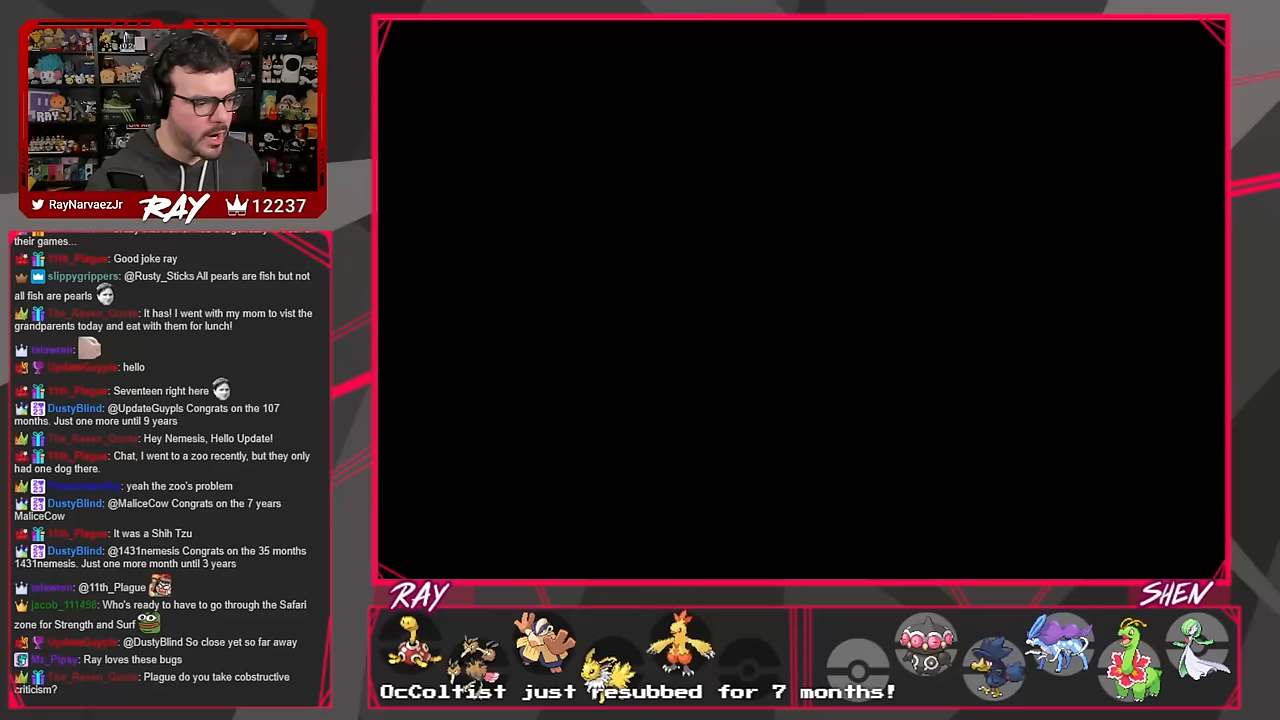 RayNarvaezJr RAY 12237
their games...
11th_Plague: Good joke ray
slippygrippers: @Rusty_Sticks All pearls are fish but not
all fish are pearls
It has! I went with my mom to vist the
grandparents today and eat with them for lunch!
UpdateGuypls: hello
11th_Plague: Seventeen right here
DustyBlind: @UpdateGuypls Congrats on the 107
months. Just one more until 9 years
Hey Nemesis, Hello Update!
11th_Plague: Chat, I went to a zoo recently, but they only
had one dog there.
yeah the zoo's problem
DustyBlind: @MaliceCow Congrats on the 7 years
MaliceCow
11th_Plague: It was a Shih Tzu
DustyBlind: @1431nemesis Congrats on the 35 months
1431nemesis. Just one more month until 3 years
@11th_Plague
jacob_111498: Who's ready to have to go through the Safari
zone for Strength and Surf
UpdateGuypls: @DustyBlind So close yet so far away
Mz_Pipsy: Ray loves these bugs
Plague do you take cobstructive
criticism?
RAY
SHEN
OcColtist just resubbed for 7 months!